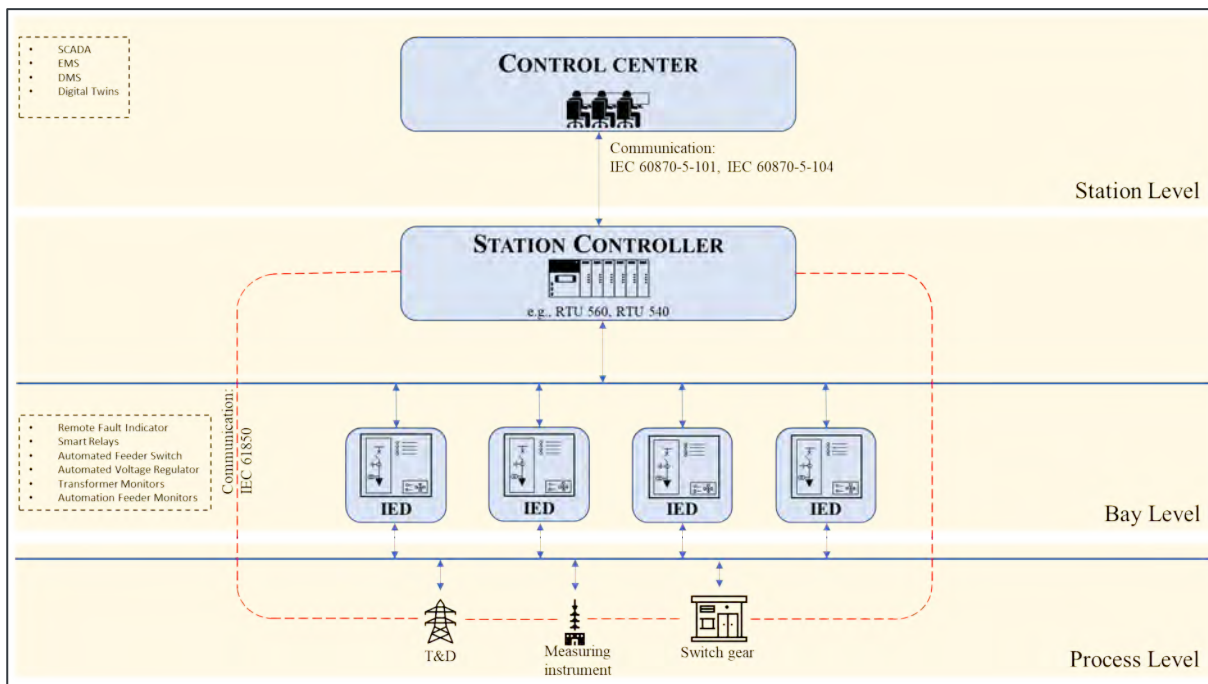 • SCADA
• EMS
• DMS
• Digital Twins
CONTROL CENTER
Communication:
IEC 60870-5-101, IEC 60870-5-104
Station Level
STATION CONTROLLER
e.g., RTU 560, RTU 540
Communication:
IEC 61850
• Remote Fault Indicator
• Smart Relays
• Automated Feeder Switch
• Automated Voltage Regulator
• Transformer Monitors
• Automation Feeder Monitors
IED
IED
IED
IED
Bay Level
T&D
Measuring
instrument
Switch gear
Process Level